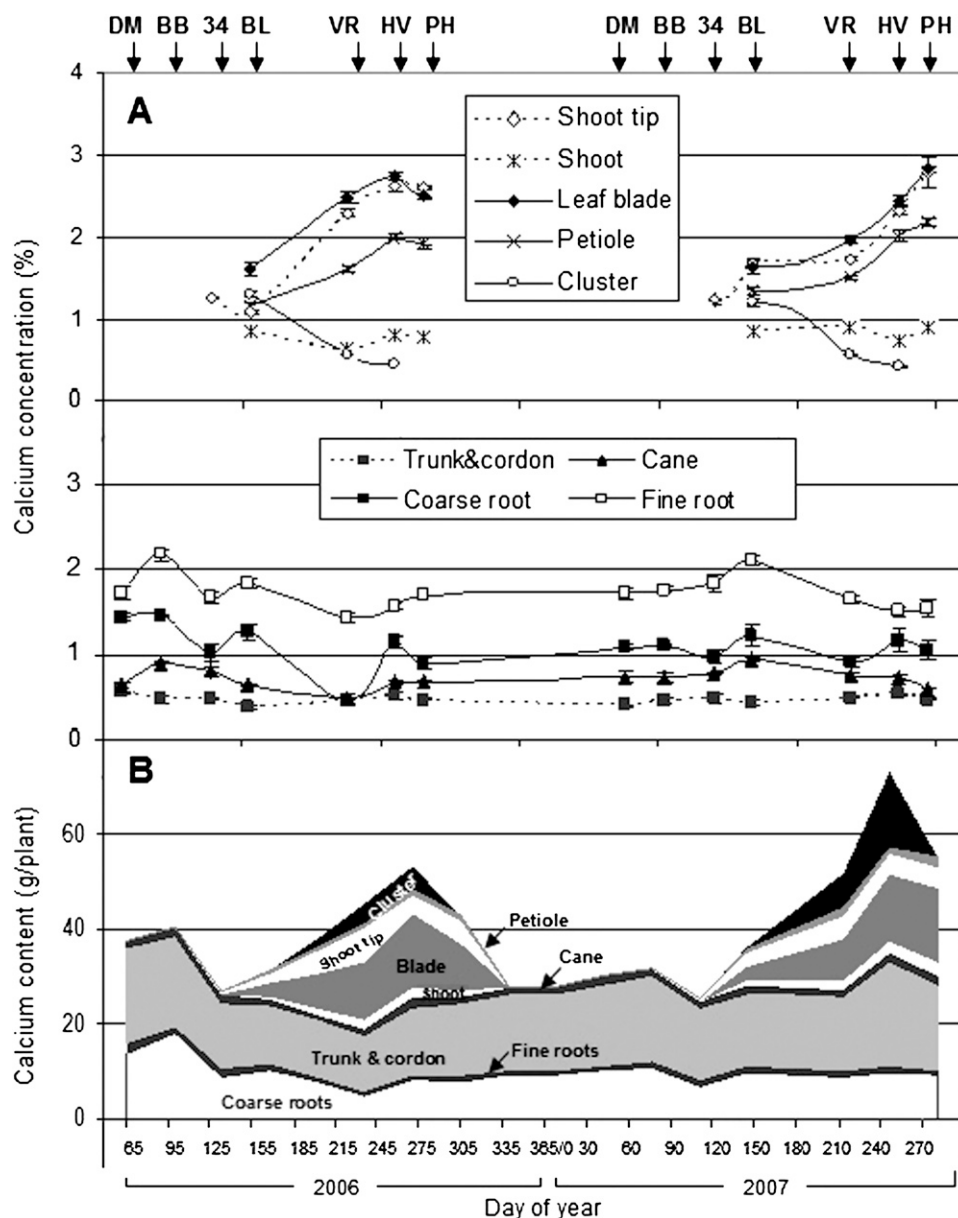 DM BB 34 BL VR HV PH DM BB 34 BL VR HV PH
4
A
Shoot tip
Shoot
Leaf blade
Petiole
Cluster
3
2
1
0
Calcium concentration (%)
Trunk&cordon Cane
Coarse root Fine root
3
2
1
0
B
Calcium content (g/plant)
60
40
20
0
Cluster
Shoot tip
Blade
shoot
Petiole
Cane
Trunk & cordon
Fine roots
Coarse roots
65 95 125 155 185 215 245 275 305 335 365/0 30 60 90 120 150 180 210 240 270
2006 2007
Day of year